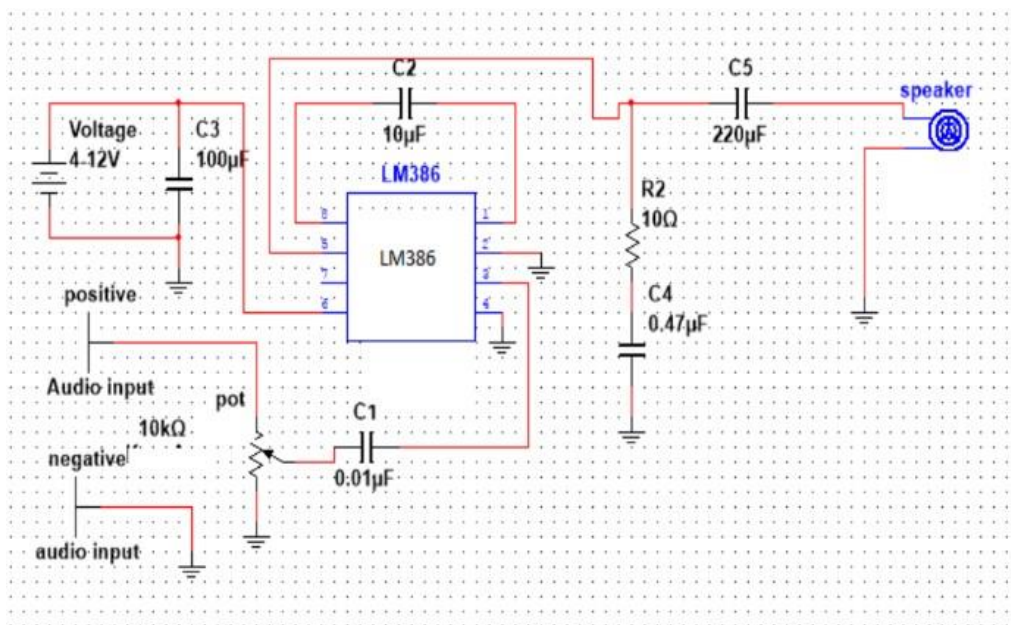 C2
10µF
C5
220µF
speaker
Voltage
4-12V
C3
100µF
LM386
LM386
8
1
5
2
7
3
6
4
R2
10Ω
C4
0.47µF
positive
Audio input
pot
10kΩ
C1
0.01µF
negative
audio input